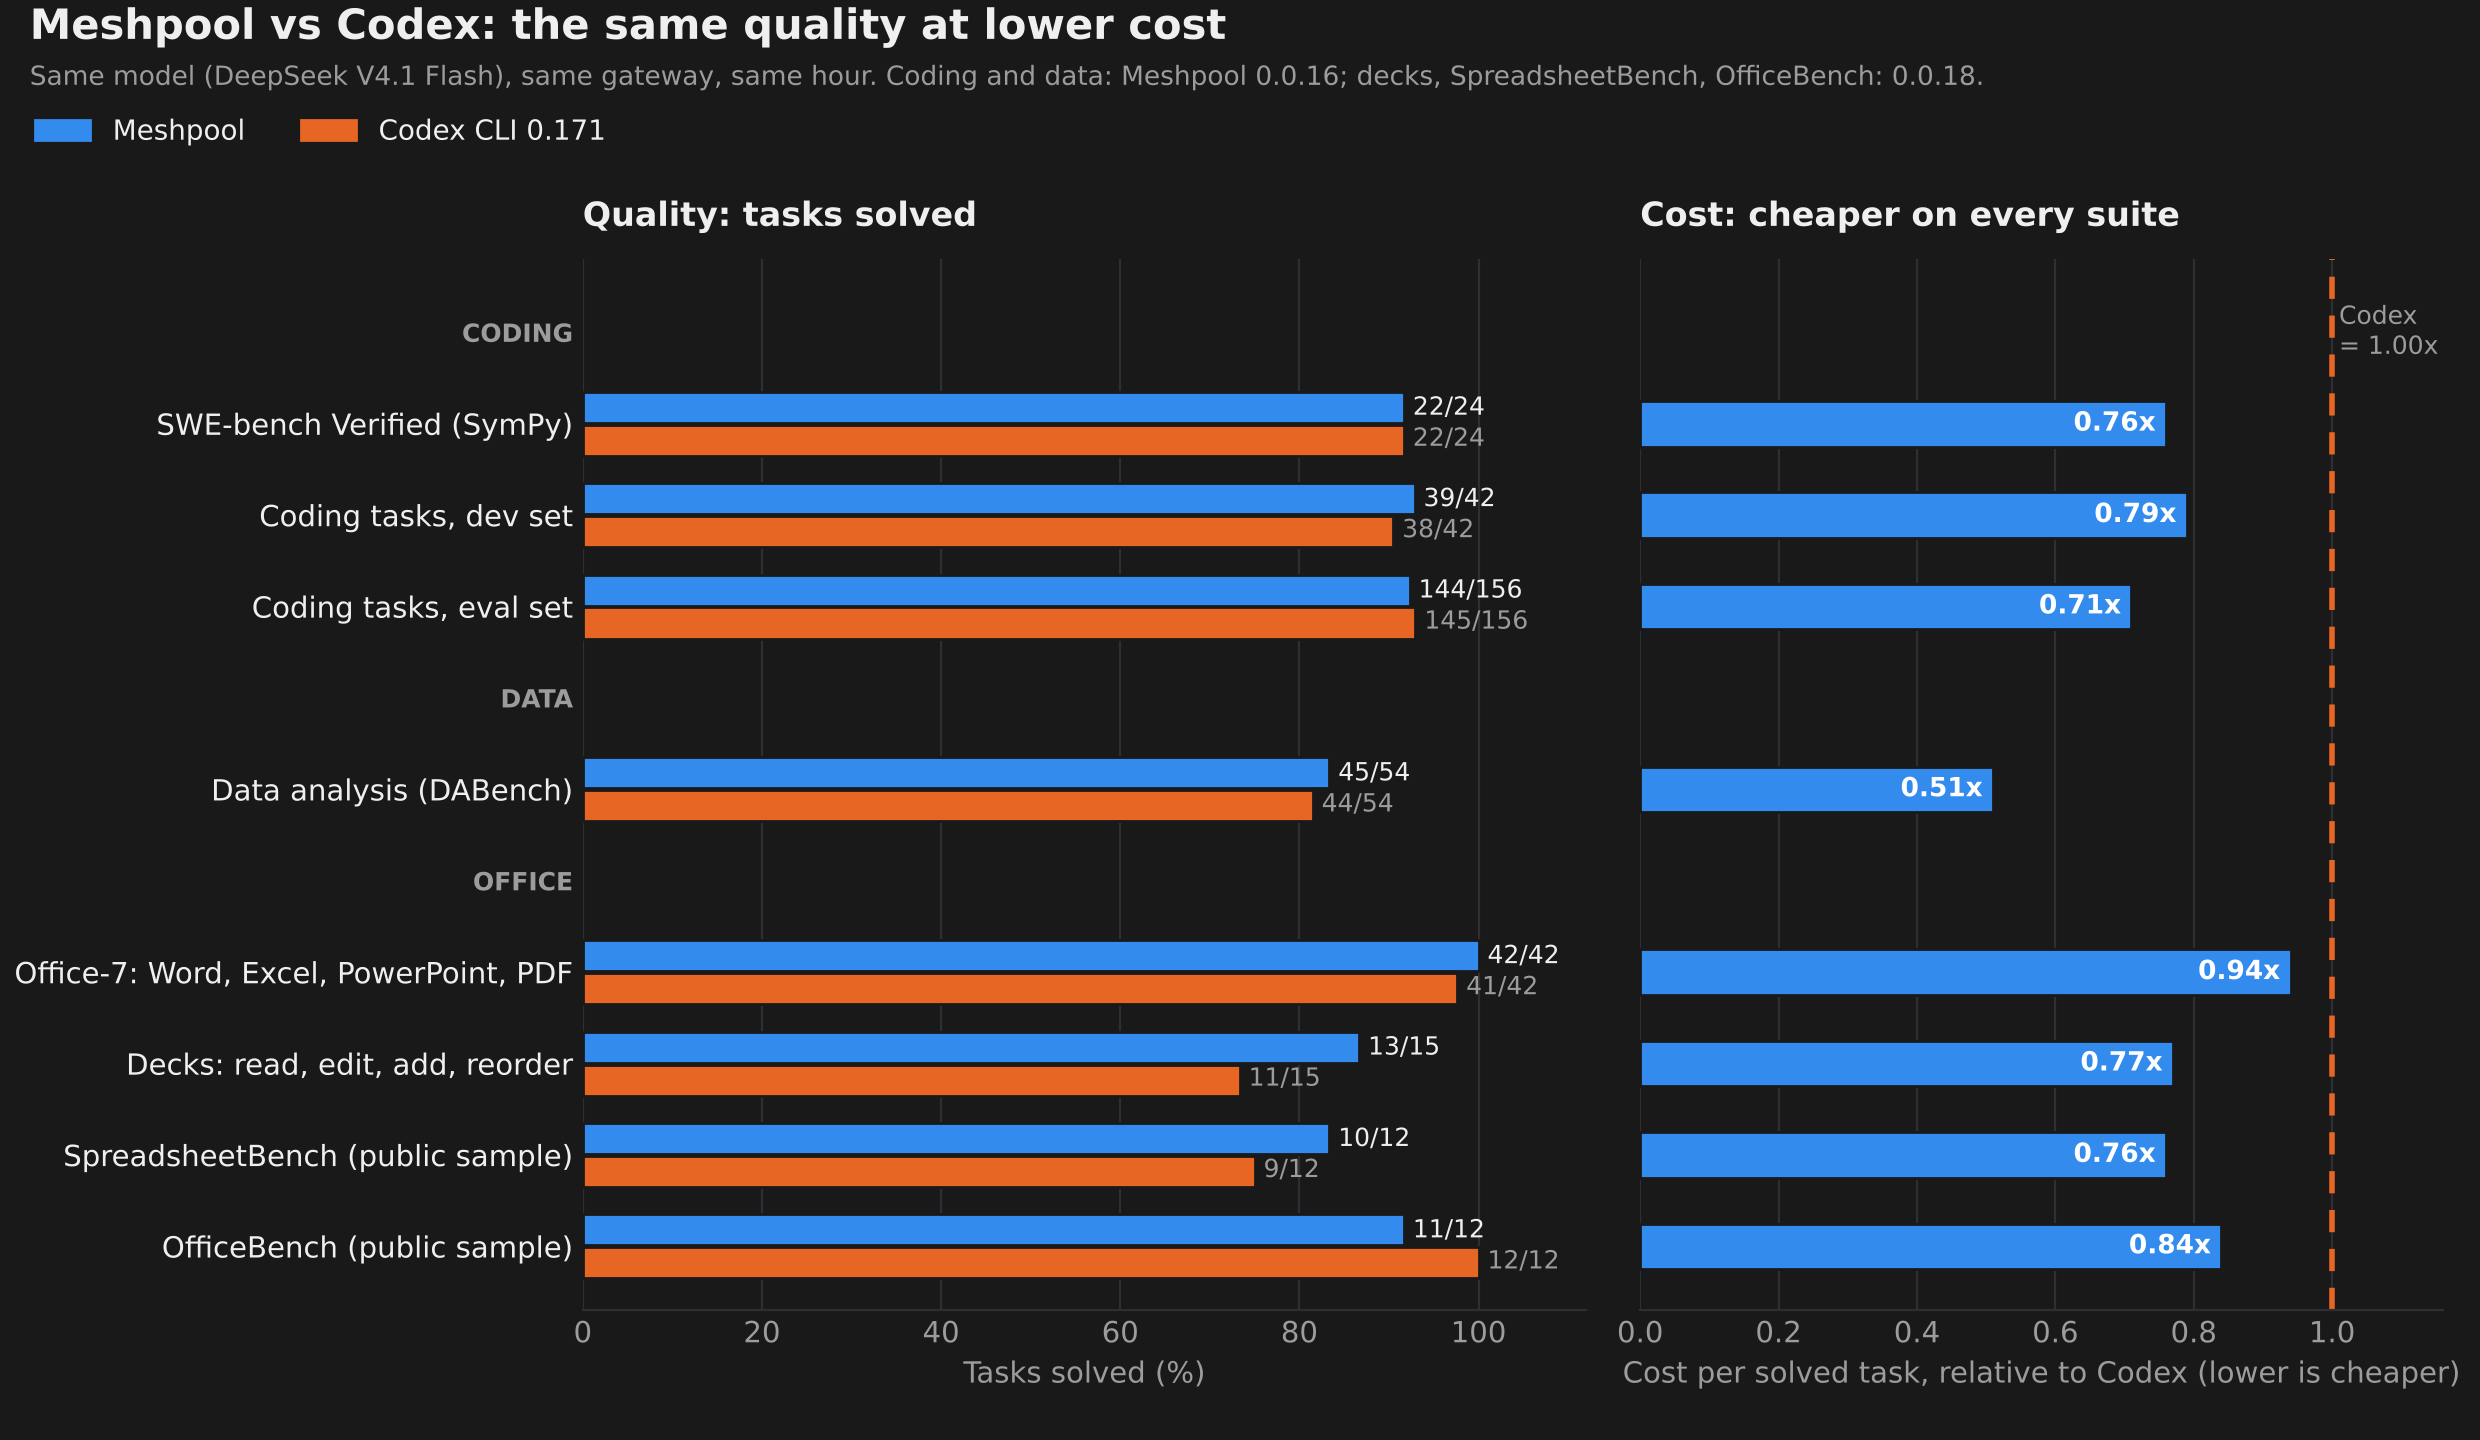 Meshpool vs Codex: the same quality at lower cost
Same model (DeepSeek V4.1 Flash), same gateway, same hour. Coding and data: Meshpool 0.0.16; decks, SpreadsheetBench, OfficeBench: 0.0.18.
Meshpool
Codex CLI 0.171
Quality: tasks solved
CODING
SWE-bench Verified (SymPy)
22/24
22/24
Coding tasks, dev set
39/42
38/42
Coding tasks, eval set
144/156
145/156
DATA
Data analysis (DABench)
45/54
44/54
OFFICE
Office-7: Word, Excel, PowerPoint, PDF
42/42
41/42
Decks: read, edit, add, reorder
13/15
11/15
SpreadsheetBench (public sample)
10/12
9/12
OfficeBench (public sample)
11/12
12/12
0 20 40 60 80 100
Tasks solved (%)
Cost: cheaper on every suite
Codex
= 1.00x
0.76x
0.79x
0.71x
0.51x
0.94x
0.77x
0.76x
0.84x
0.0 0.2 0.4 0.6 0.8 1.0
Cost per solved task, relative to Codex (lower is cheaper)